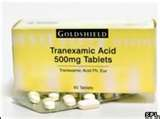 GOLDSHIELD
Tranexamic Acid
500mg Tablets
Tranexamic Acid Ph. Eur
60 Tablets